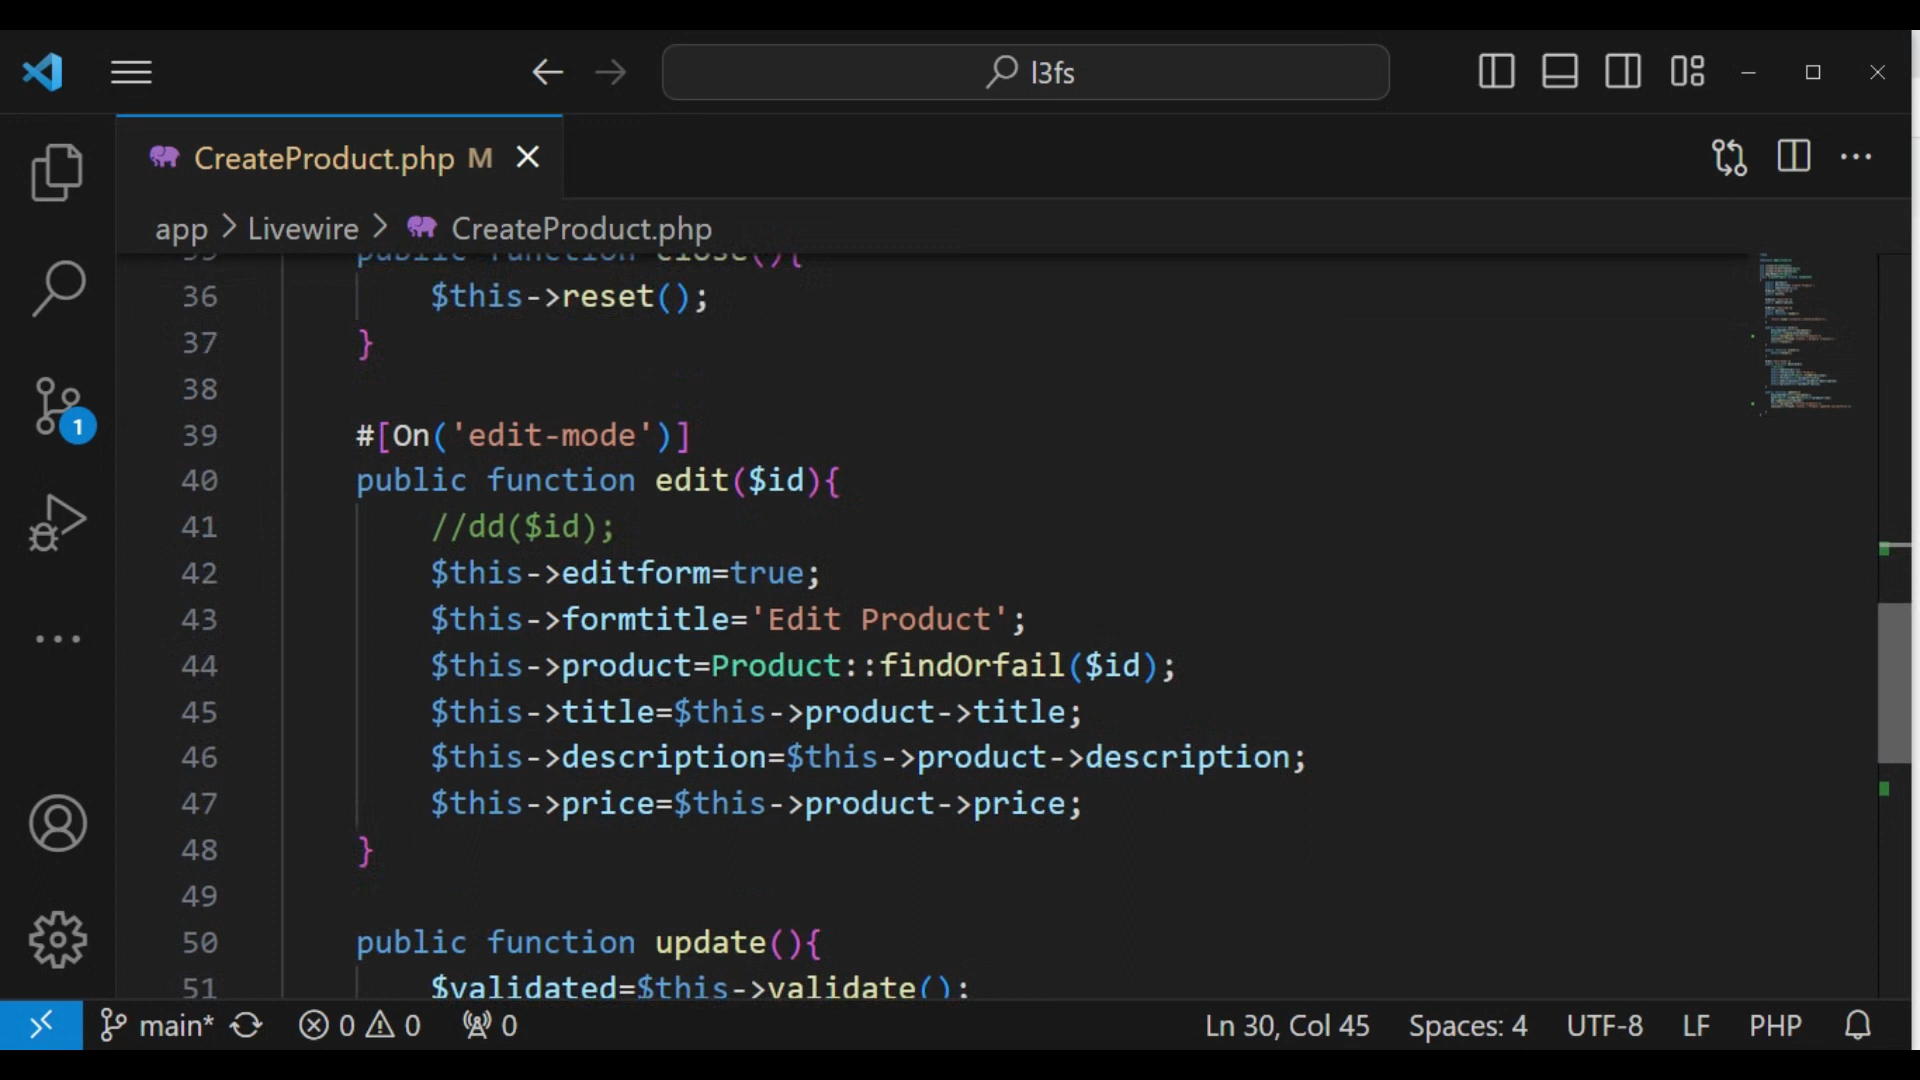 l3fs
CreateProduct.php M
app > Livewire > CreateProduct.php
35 public function close(){
36 $this->reset();
37 }
38
39 #[On('edit-mode')]
40 public function edit($id){
41 //dd($id);
42 $this->editform=true;
43 $this->formtitle='Edit Product';
44 $this->product=Product::findOrfail($id);
45 $this->title=$this->product->title;
46 $this->description=$this->product->description;
47 $this->price=$this->product->price;
48 }
49
50 public function update(){
51 $validated=$this->validate();
1
main* 0 0 0 Ln 30, Col 45 Spaces: 4 UTF-8 LF PHP